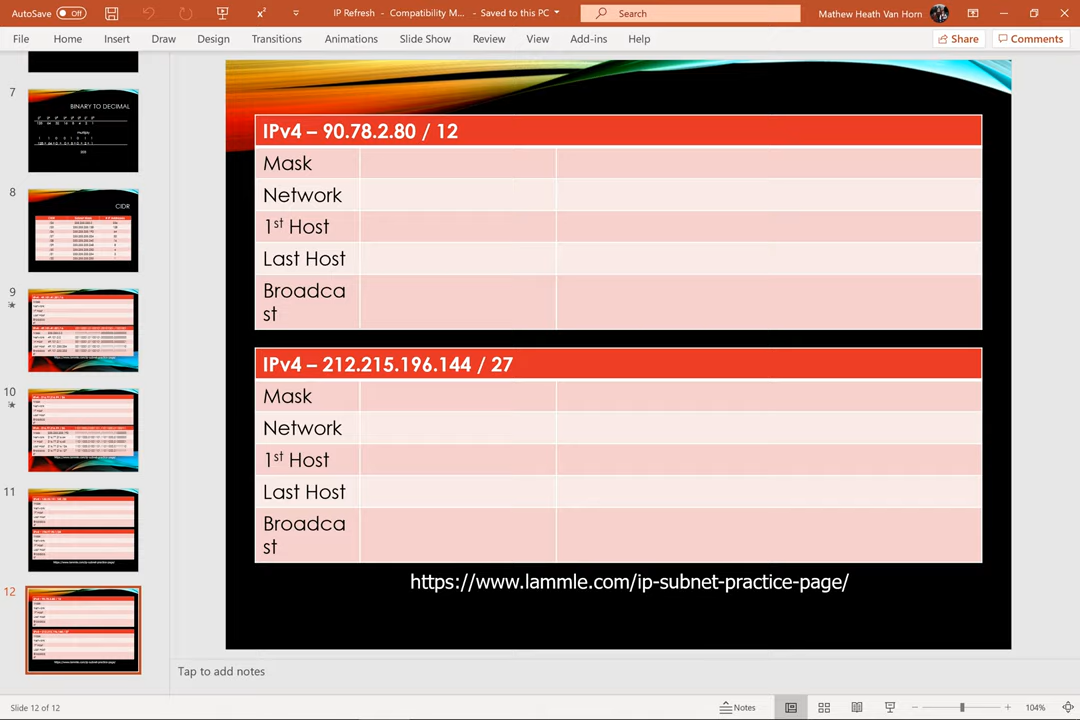 AutoSave Off
IP Refresh - Compatibility M... - Saved to this PC
Search
Mathew Heath Van Horn
File Home Insert Draw Design Transitions Animations Slide Show Review View Add-ins Help
Share Comments
7
BINARY TO DECIMAL
8
CIDR
9
10
11
12
IPv4 – 90.78.2.80 / 12
Mask
Network
1st Host
Last Host
Broadca
st
IPv4 – 212.215.196.144 / 27
Mask
Network
1st Host
Last Host
Broadca
st
https://www.lammle.com/ip-subnet-practice-page/
Tap to add notes
Slide 12 of 12
Notes
104%